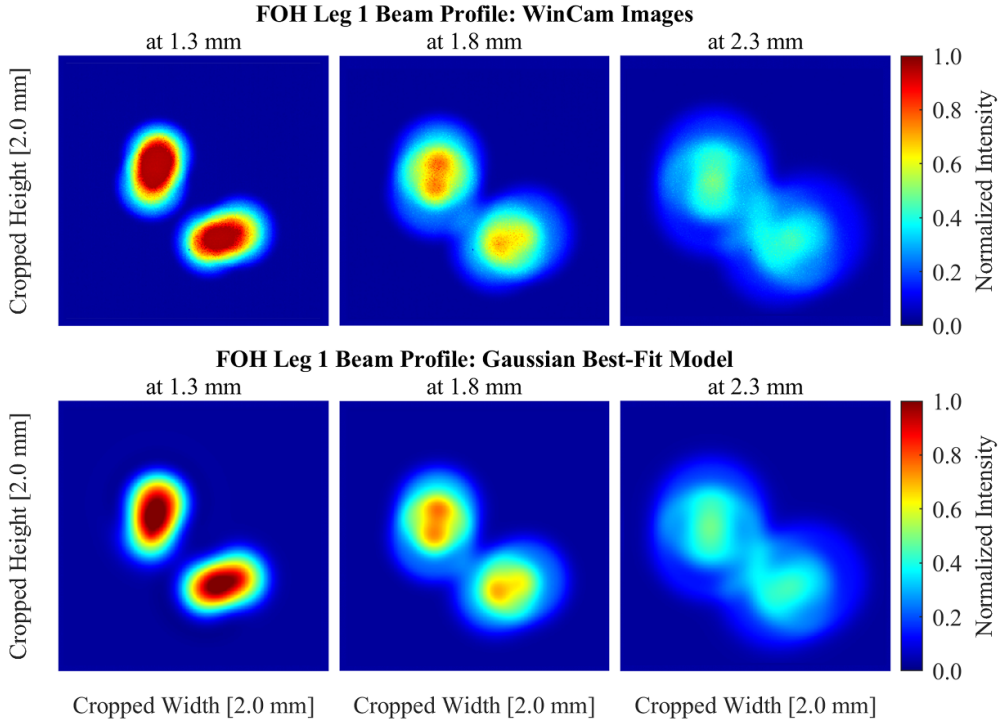 FOH Leg 1 Beam Profile: WinCam Images
at 1.3 mm
at 1.8 mm
at 2.3 mm
Cropped Height [2.0 mm]
1.0
0.8
0.6
0.4
0.2
0.0
Normalized Intensity
FOH Leg 1 Beam Profile: Gaussian Best-Fit Model
at 1.3 mm
at 1.8 mm
at 2.3 mm
Cropped Height [2.0 mm]
1.0
0.8
0.6
0.4
0.2
0.0
Normalized Intensity
Cropped Width [2.0 mm]
Cropped Width [2.0 mm]
Cropped Width [2.0 mm]